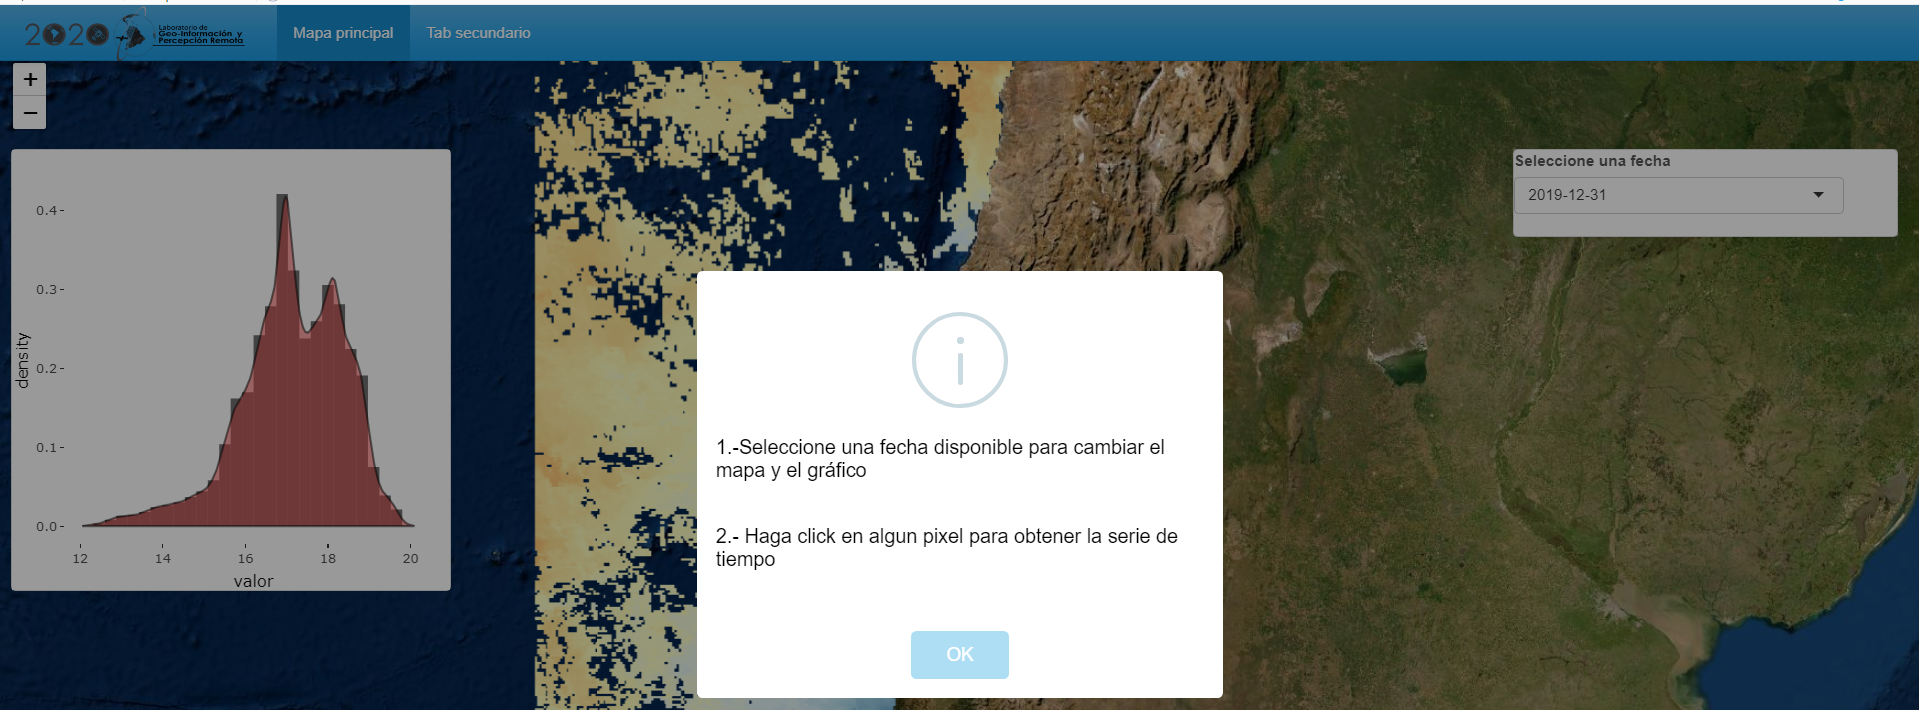 2020
Laboratorio de
Geo-Información y
Percepción Remota
Mapa principal
Tab secundario
+
−
Seleccione una fecha
2019-12-31
0.4
0.3
0.2
0.1
0.0
density
12 14 16 18 20
valor
i
1.-Seleccione una fecha disponible para cambiar el
mapa y el gráfico
2.- Haga click en algun pixel para obtener la serie de
tiempo
OK